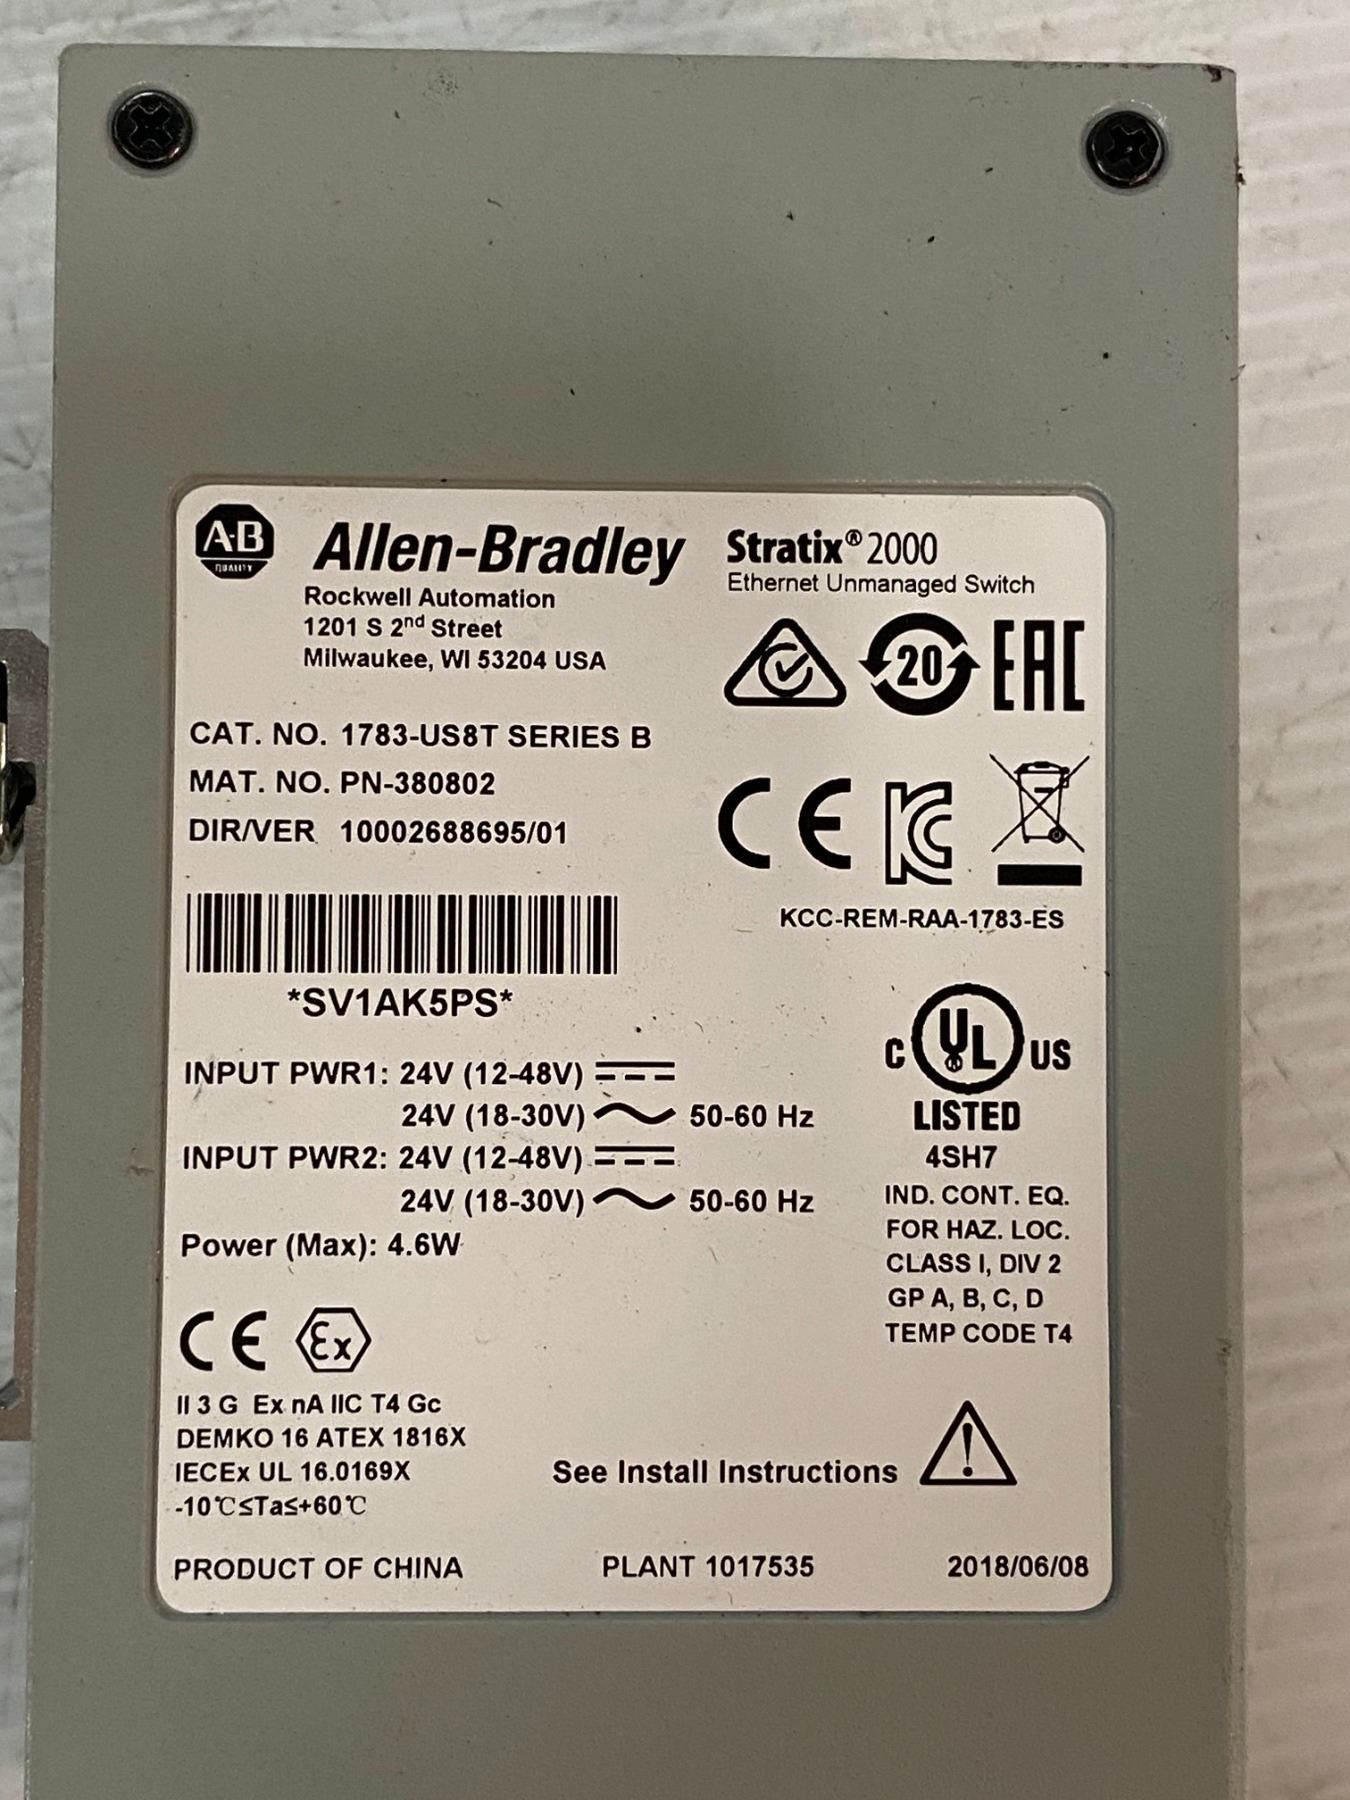 A-B
QUALITY
Allen-Bradley
Rockwell Automation
1201 S 2nd Street
Milwaukee, WI 53204 USA
Stratix® 2000
Ethernet Unmanaged Switch
20 EAC
CAT. NO. 1783-US8T SERIES B
MAT. NO. PN-380802
DIR/VER 10002688695/01
CE KC
KCC-REM-RAA-1783-ES
*SV1AK5PS*
INPUT PWR1: 24V (12-48V)
24V (18-30V) 50-60 Hz
INPUT PWR2: 24V (12-48V)
24V (18-30V) 50-60 Hz
Power (Max): 4.6W
C UL US
LISTED
4SH7
IND. CONT. EQ.
FOR HAZ. LOC.
CLASS I, DIV 2
GP A, B, C, D
TEMP CODE T4
CE Ex
II 3 G Ex nA IIC T4 Gc
DEMKO 16 ATEX 1816X
IECEx UL 16.0169X
-10℃≤Ta≤+60℃
See Install Instructions !
PRODUCT OF CHINA
PLANT 1017535
2018/06/08